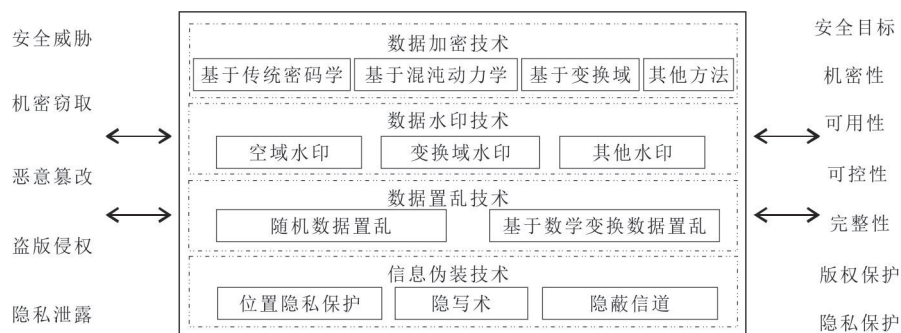 安全威胁
机密窃取
恶意篡改
盗版侵权
隐私泄露
数据加密技术
基于传统密码学 基于混沌动力学 基于变换域 其他方法
数据水印技术
空域水印 变换域水印 其他水印
数据置乱技术
随机数据置乱 基于数学变换数据置乱
信息伪装技术
位置隐私保护 隐写术 隐蔽信道
安全目标
机密性
可用性
可控性
完整性
版权保护
隐私保护